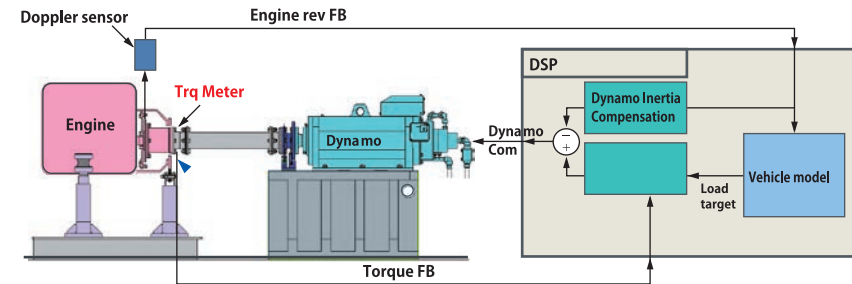 Engine rev FB
Doppler sensor
DSP
Trq Meter
Dynamo Inertia
Compensation
Engine
Dynamo
Dynamo
Com
Vehicle model
Load
target
Torque FB